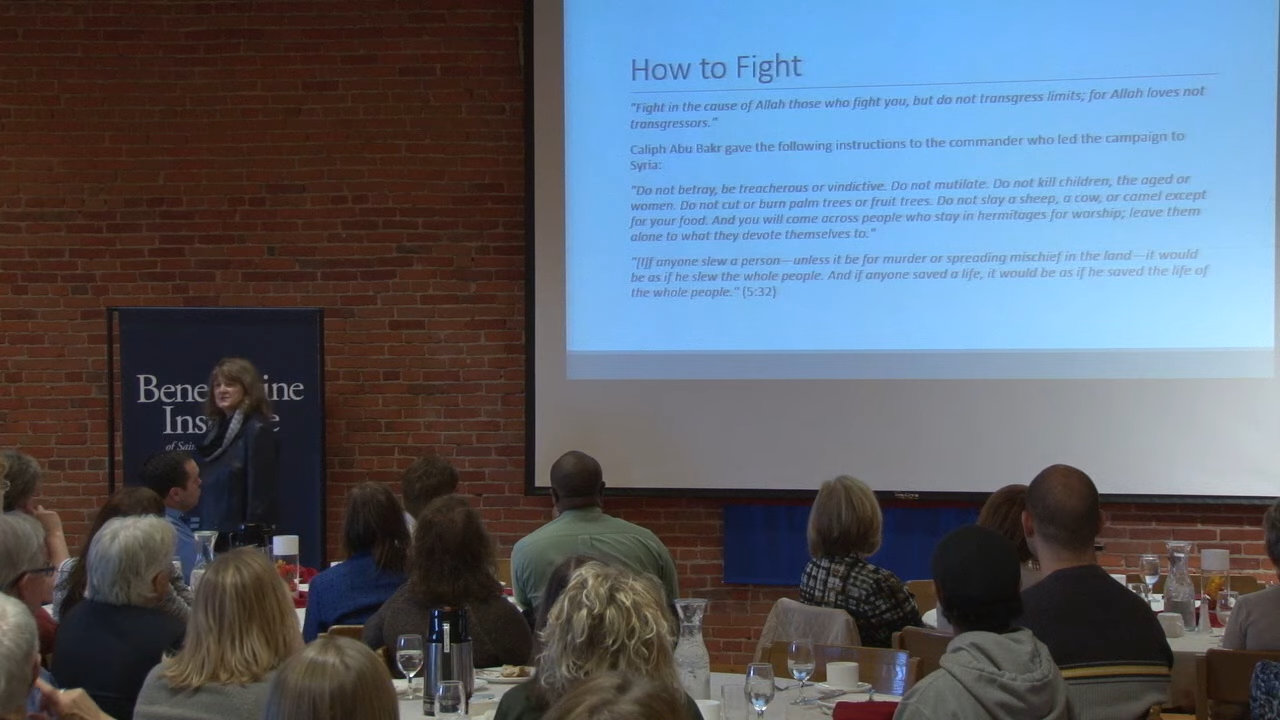 How to Fight
"Fight in the cause of Allah those who fight you, but do not transgress limits; for Allah loves not
transgressors."
Caliph Abu Bakr gave the following instructions to the commander who led the campaign to
Syria:
"Do not betray, be treacherous or vindictive. Do not mutilate. Do not kill children, the aged or
women. Do not cut or burn palm trees or fruit trees. Do not slay a sheep, a cow, or camel except
for your food. And you will come across people who stay in hermitages for worship; leave them
alone to what they devote themselves to."
"[I]f anyone slew a person—unless it be for murder or spreading mischief in the land—it would
be as if he slew the whole people. And if anyone saved a life, it would be as if he saved the life of
the whole people." (5:32)
Bene ine
Ins e
of Sai